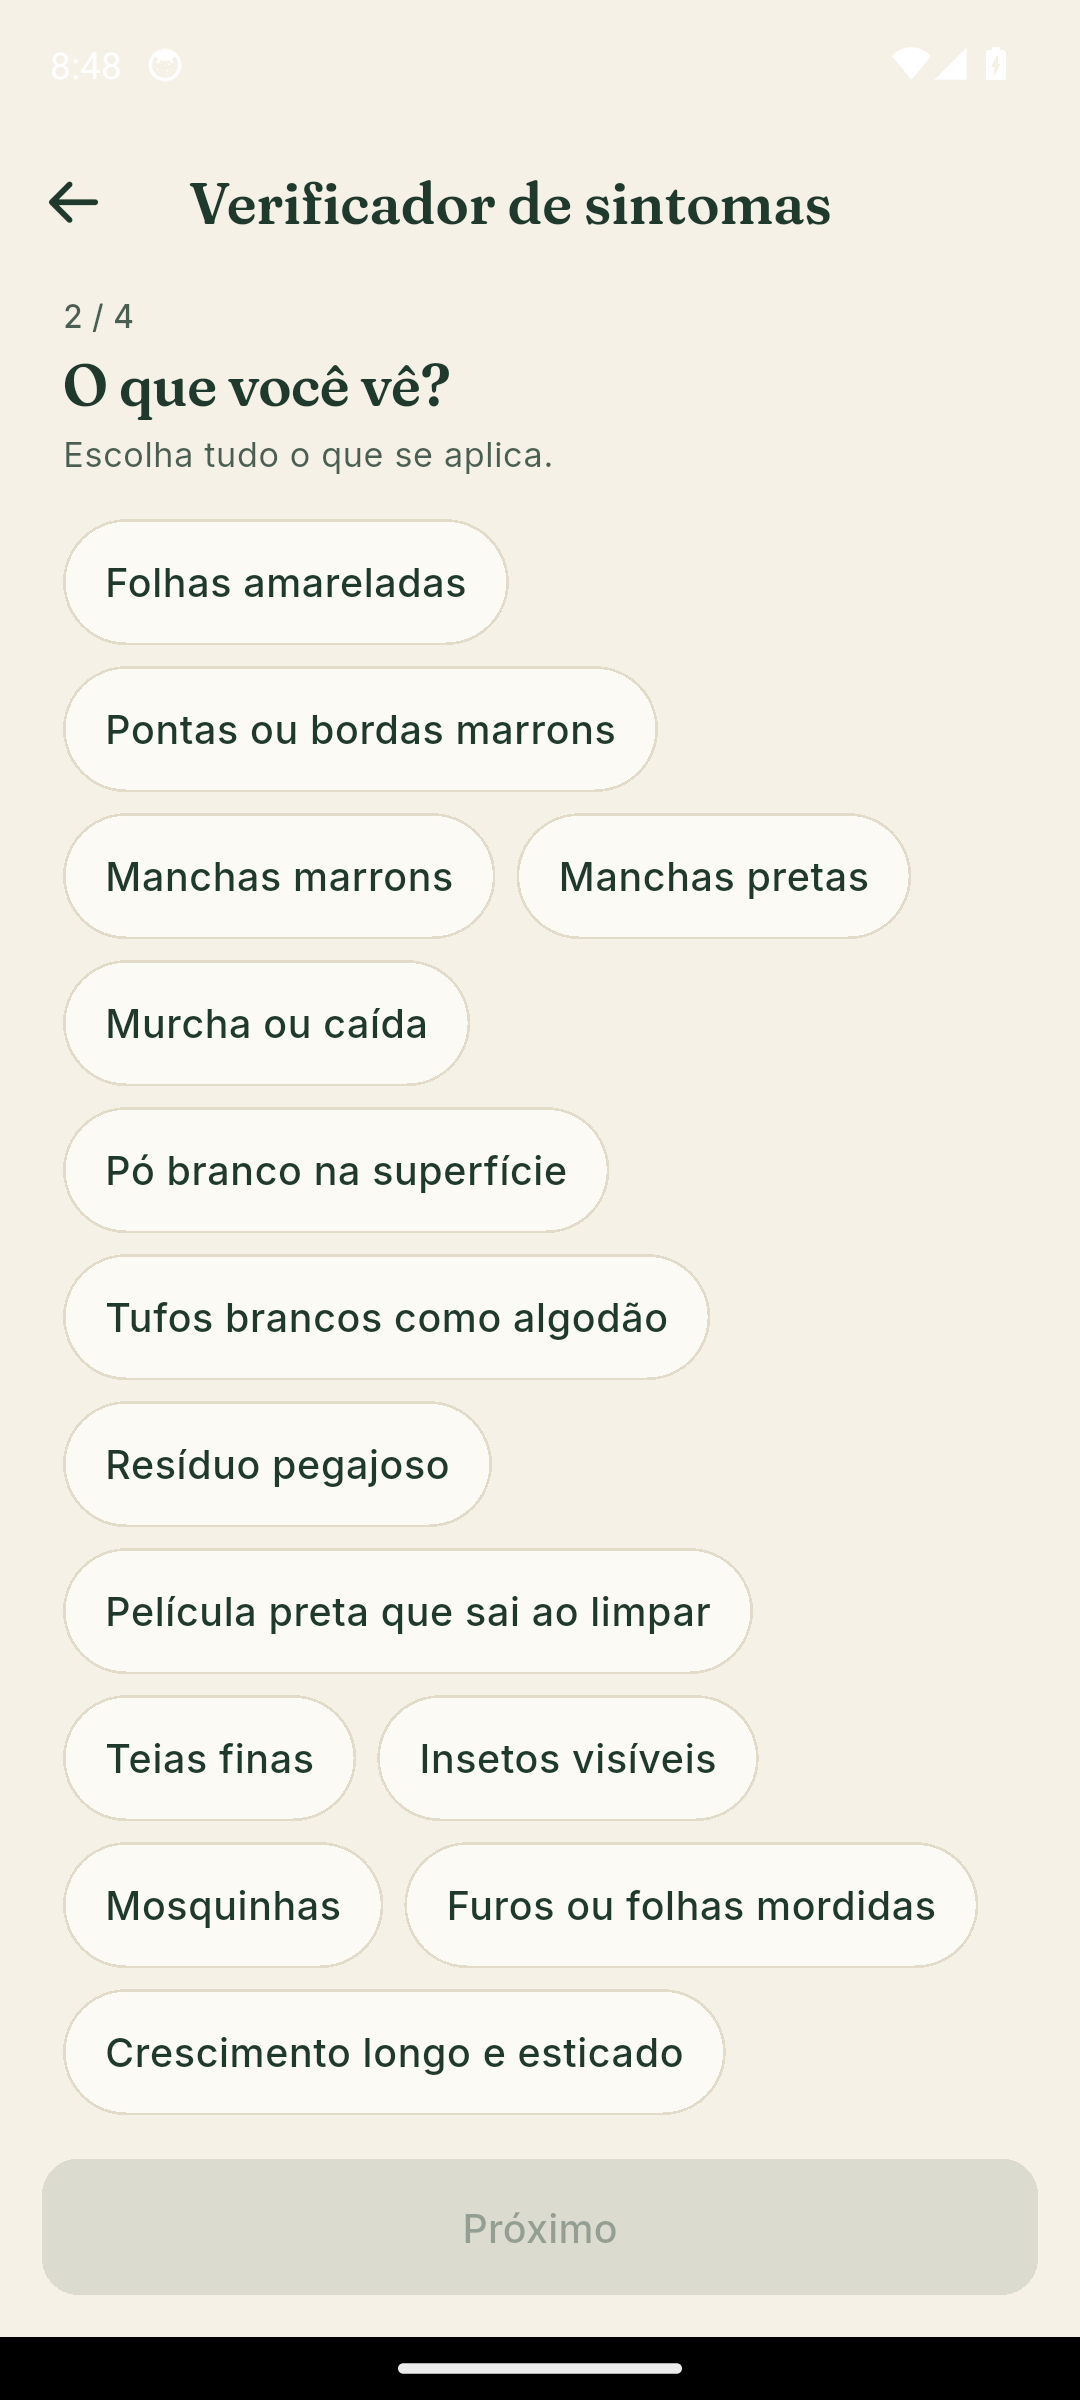 8:48
Verificador de sintomas
2 / 4
O que você vê?
Escolha tudo o que se aplica.
Folhas amareladas
Pontas ou bordas marrons
Manchas marrons
Manchas pretas
Murcha ou caída
Pó branco na superfície
Tufos brancos como algodão
Resíduo pegajoso
Película preta que sai ao limpar
Teias finas
Insetos visíveis
Mosquinhas
Furos ou folhas mordidas
Crescimento longo e esticado
Próximo